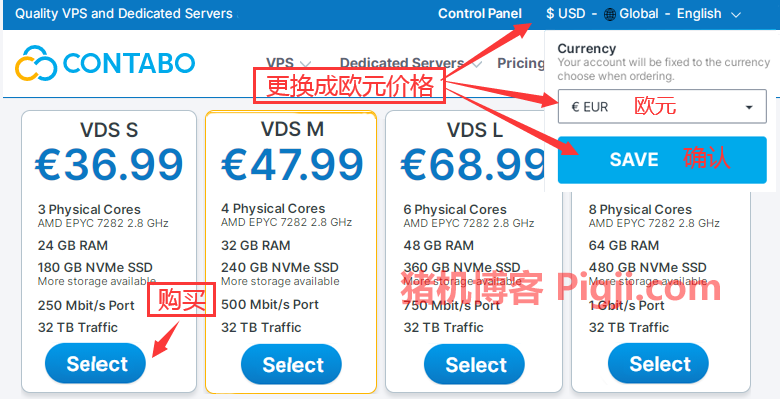 Quality VPS and Dedicated Servers
Control Panel
$ USD - Global - English
CONTABO
VPS
Dedicated Servers
Pricing
更换成欧元价格
Currency
Your account will be fixed to the currency
choose when ordering.
€ EUR 欧元
SAVE 确认
VDS S
€36.99
3 Physical Cores
AMD EPYC 7282 2.8 GHz
24 GB RAM
180 GB NVMe SSD
More storage available
250 Mbit/s Port
32 TB Traffic
Select
购买
VDS M
€47.99
4 Physical Cores
AMD EPYC 7282 2.8 GHz
32 GB RAM
240 GB NVMe SSD
More storage available
500 Mbit/s Port
32 TB Traffic
Select
VDS L
€68.99
6 Physical Cores
AMD EPYC 7282 2.8 GHz
48 GB RAM
360 GB NVMe SSD
More storage available
750 Mbit/s Port
32 TB Traffic
Select
8 Physical Cores
AMD EPYC 7282 2.8 GHz
64 GB RAM
480 GB NVMe SSD
More storage available
1 Gbit/s Port
32 TB Traffic
Select
猪机博客 Pigji.com